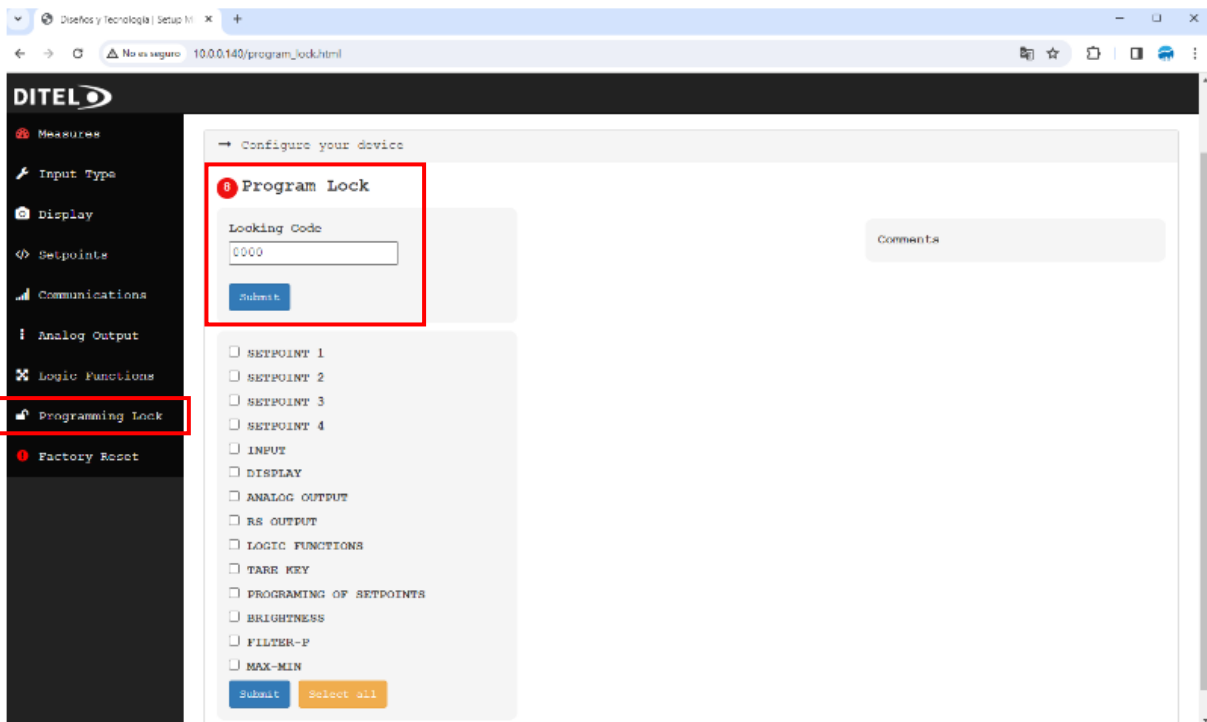 Diseños y Tecnología | Setup M
No es seguro 10.0.0.140/program_lock.html
DITEL
Measures
Input Type
Display
</> Setpoints
Communications
Analog Output
Logic Functions
Programming Lock
Factory Reset
→ Configure your device
8 Program Lock
Locking Code
0000
Submit
Comments
SETPOINT 1
SETPOINT 2
SETPOINT 3
SETPOINT 4
INPUT
DISPLAY
ANALOG OUTPUT
RS OUTPUT
LOGIC FUNCTIONS
TARE KEY
PROGRAMING OF SETPOINTS
BRIGHTNESS
FILTER-P
MAX-MIN
Submit Select all